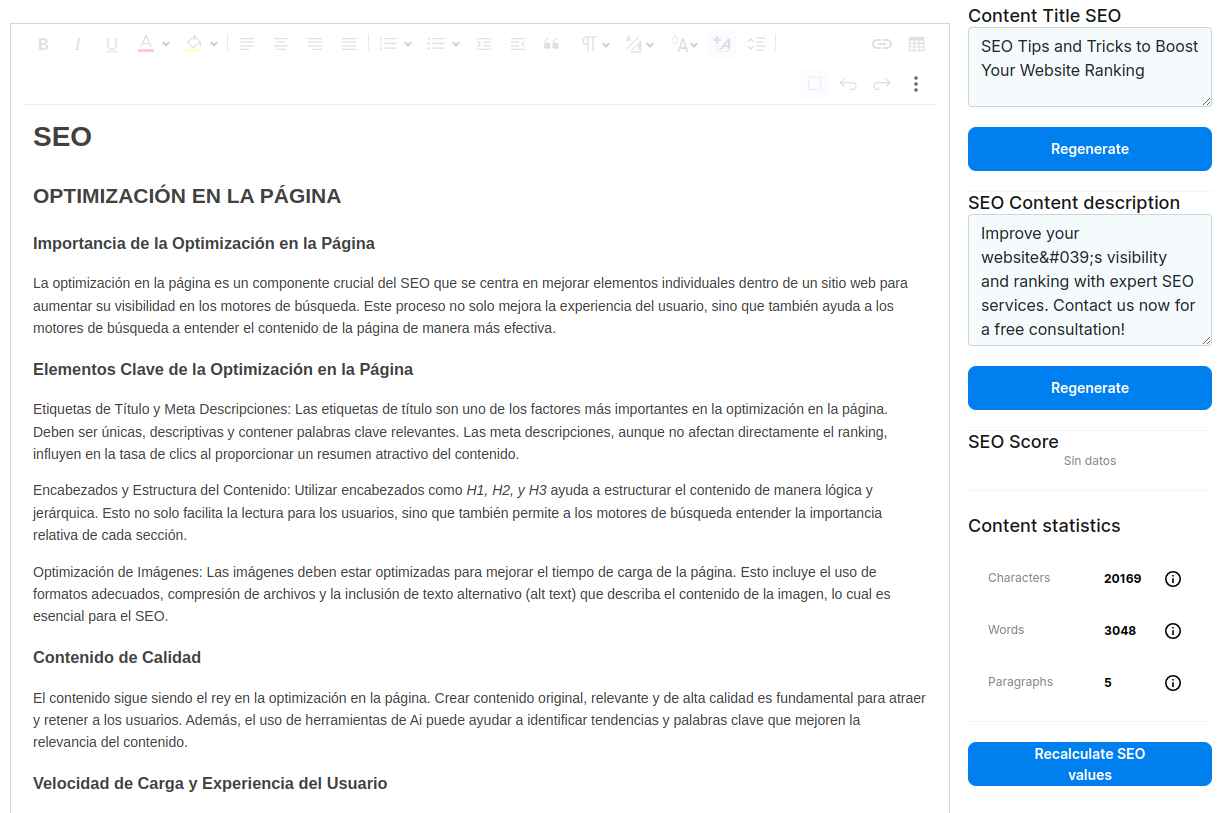 SEO
OPTIMIZACIÓN EN LA PÁGINA
Importancia de la Optimización en la Página
La optimización en la página es un componente crucial del SEO que se centra en mejorar elementos individuales dentro de un sitio web para
aumentar su visibilidad en los motores de búsqueda. Este proceso no solo mejora la experiencia del usuario, sino que también ayuda a los
motores de búsqueda a entender el contenido de la página de manera más efectiva.
Elementos Clave de la Optimización en la Página
Etiquetas de Título y Meta Descripciones: Las etiquetas de título son uno de los factores más importantes en la optimización en la página.
Deben ser únicas, descriptivas y contener palabras clave relevantes. Las meta descripciones, aunque no afectan directamente el ranking,
influyen en la tasa de clics al proporcionar un resumen atractivo del contenido.
Encabezados y Estructura del Contenido: Utilizar encabezados como H1, H2, y H3 ayuda a estructurar el contenido de manera lógica y
jerárquica. Esto no solo facilita la lectura para los usuarios, sino que también permite a los motores de búsqueda entender la importancia
relativa de cada sección.
Optimización de Imágenes: Las imágenes deben estar optimizadas para mejorar el tiempo de carga de la página. Esto incluye el uso de
formatos adecuados, compresión de archivos y la inclusión de texto alternativo (alt text) que describa el contenido de la imagen, lo cual es
esencial para el SEO.
Contenido de Calidad
El contenido sigue siendo el rey en la optimización en la página. Crear contenido original, relevante y de alta calidad es fundamental para atraer
y retener a los usuarios. Además, el uso de herramientas de Ai puede ayudar a identificar tendencias y palabras clave que mejoren la
relevancia del contenido.
Velocidad de Carga y Experiencia del Usuario
Content Title SEO
SEO Tips and Tricks to Boost
Your Website Ranking
Regenerate
SEO Content description
Improve your
website&#039;s visibility
and ranking with expert SEO
services. Contact us now for
a free consultation!
Regenerate
SEO Score
Sin datos
Content statistics
Characters 20169
Words 3048
Paragraphs 5
Recalculate SEO
values